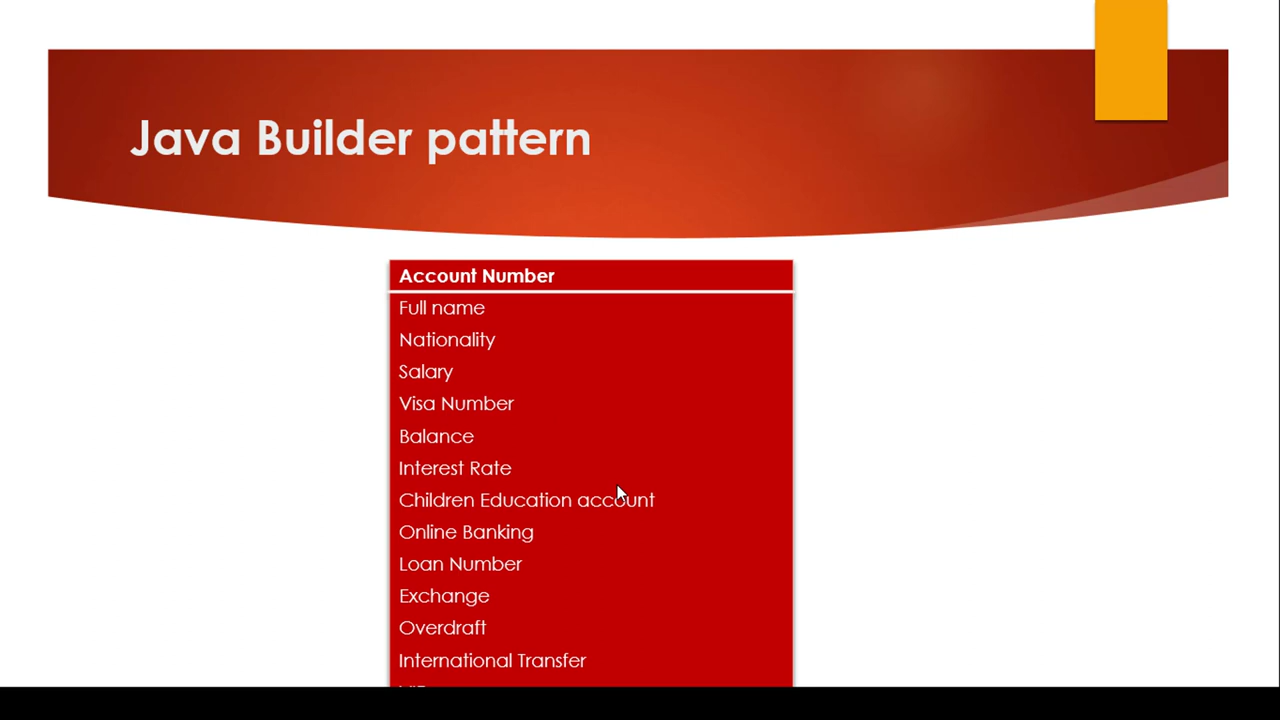 Java Builder pattern
Account Number
Full name
Nationality
Salary
Visa Number
Balance
Interest Rate
Children Education account
Online Banking
Loan Number
Exchange
Overdraft
International Transfer